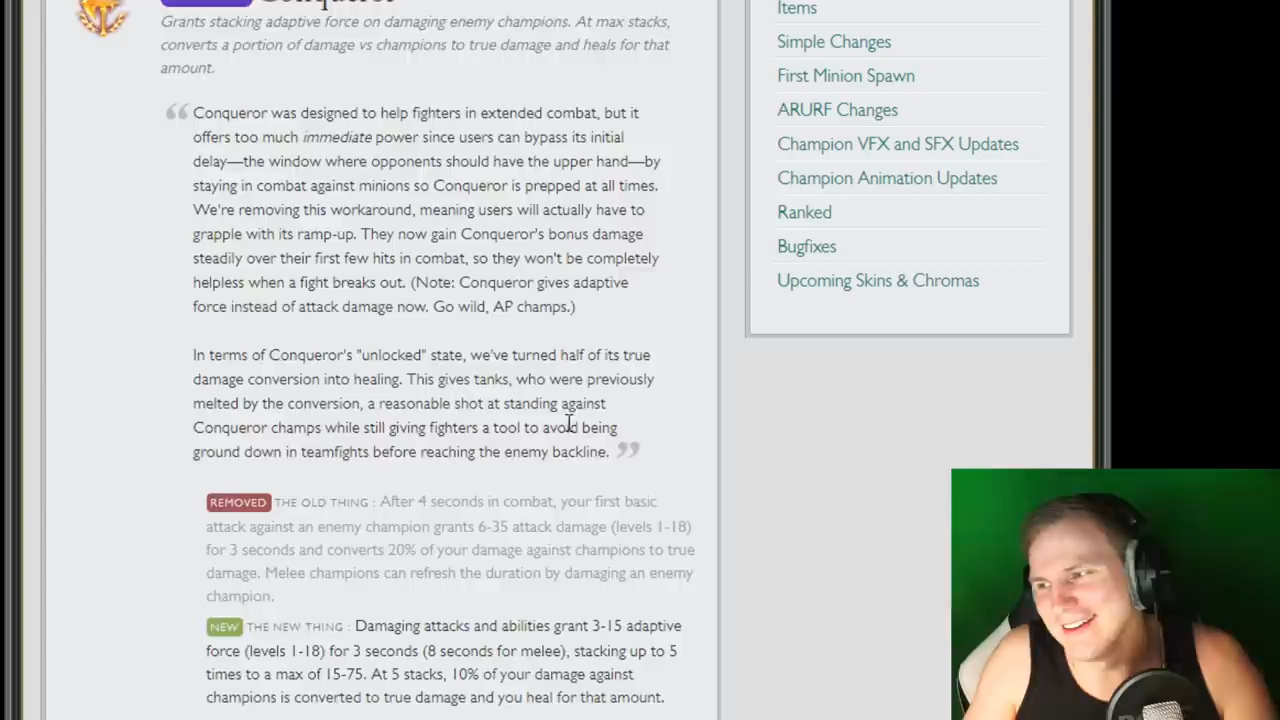 Conqueror
Grants stacking adaptive force on damaging enemy champions. At max stacks,
converts a portion of damage vs champions to true damage and heals for that
amount.
“ Conqueror was designed to help fighters in extended combat, but it
offers too much immediate power since users can bypass its initial
delay—the window where opponents should have the upper hand—by
staying in combat against minions so Conqueror is prepped at all times.
We're removing this workaround, meaning users will actually have to
grapple with its ramp-up. They now gain Conqueror's bonus damage
steadily over their first few hits in combat, so they won't be completely
helpless when a fight breaks out. (Note: Conqueror gives adaptive
force instead of attack damage now. Go wild, AP champs.)
In terms of Conqueror's "unlocked" state, we've turned half of its true
damage conversion into healing. This gives tanks, who were previously
melted by the conversion, a reasonable shot at standing against
Conqueror champs while still giving fighters a tool to avoid being
ground down in teamfights before reaching the enemy backline. ”
REMOVED THE OLD THING : After 4 seconds in combat, your first basic
attack against an enemy champion grants 6-35 attack damage (levels 1-18)
for 3 seconds and converts 20% of your damage against champions to true
damage. Melee champions can refresh the duration by damaging an enemy
champion.
NEW THE NEW THING : Damaging attacks and abilities grant 3-15 adaptive
force (levels 1-18) for 3 seconds (8 seconds for melee), stacking up to 5
times to a max of 15-75. At 5 stacks, 10% of your damage against
champions is converted to true damage and you heal for that amount.
Items
Simple Changes
First Minion Spawn
ARURF Changes
Champion VFX and SFX Updates
Champion Animation Updates
Ranked
Bugfixes
Upcoming Skins & Chromas